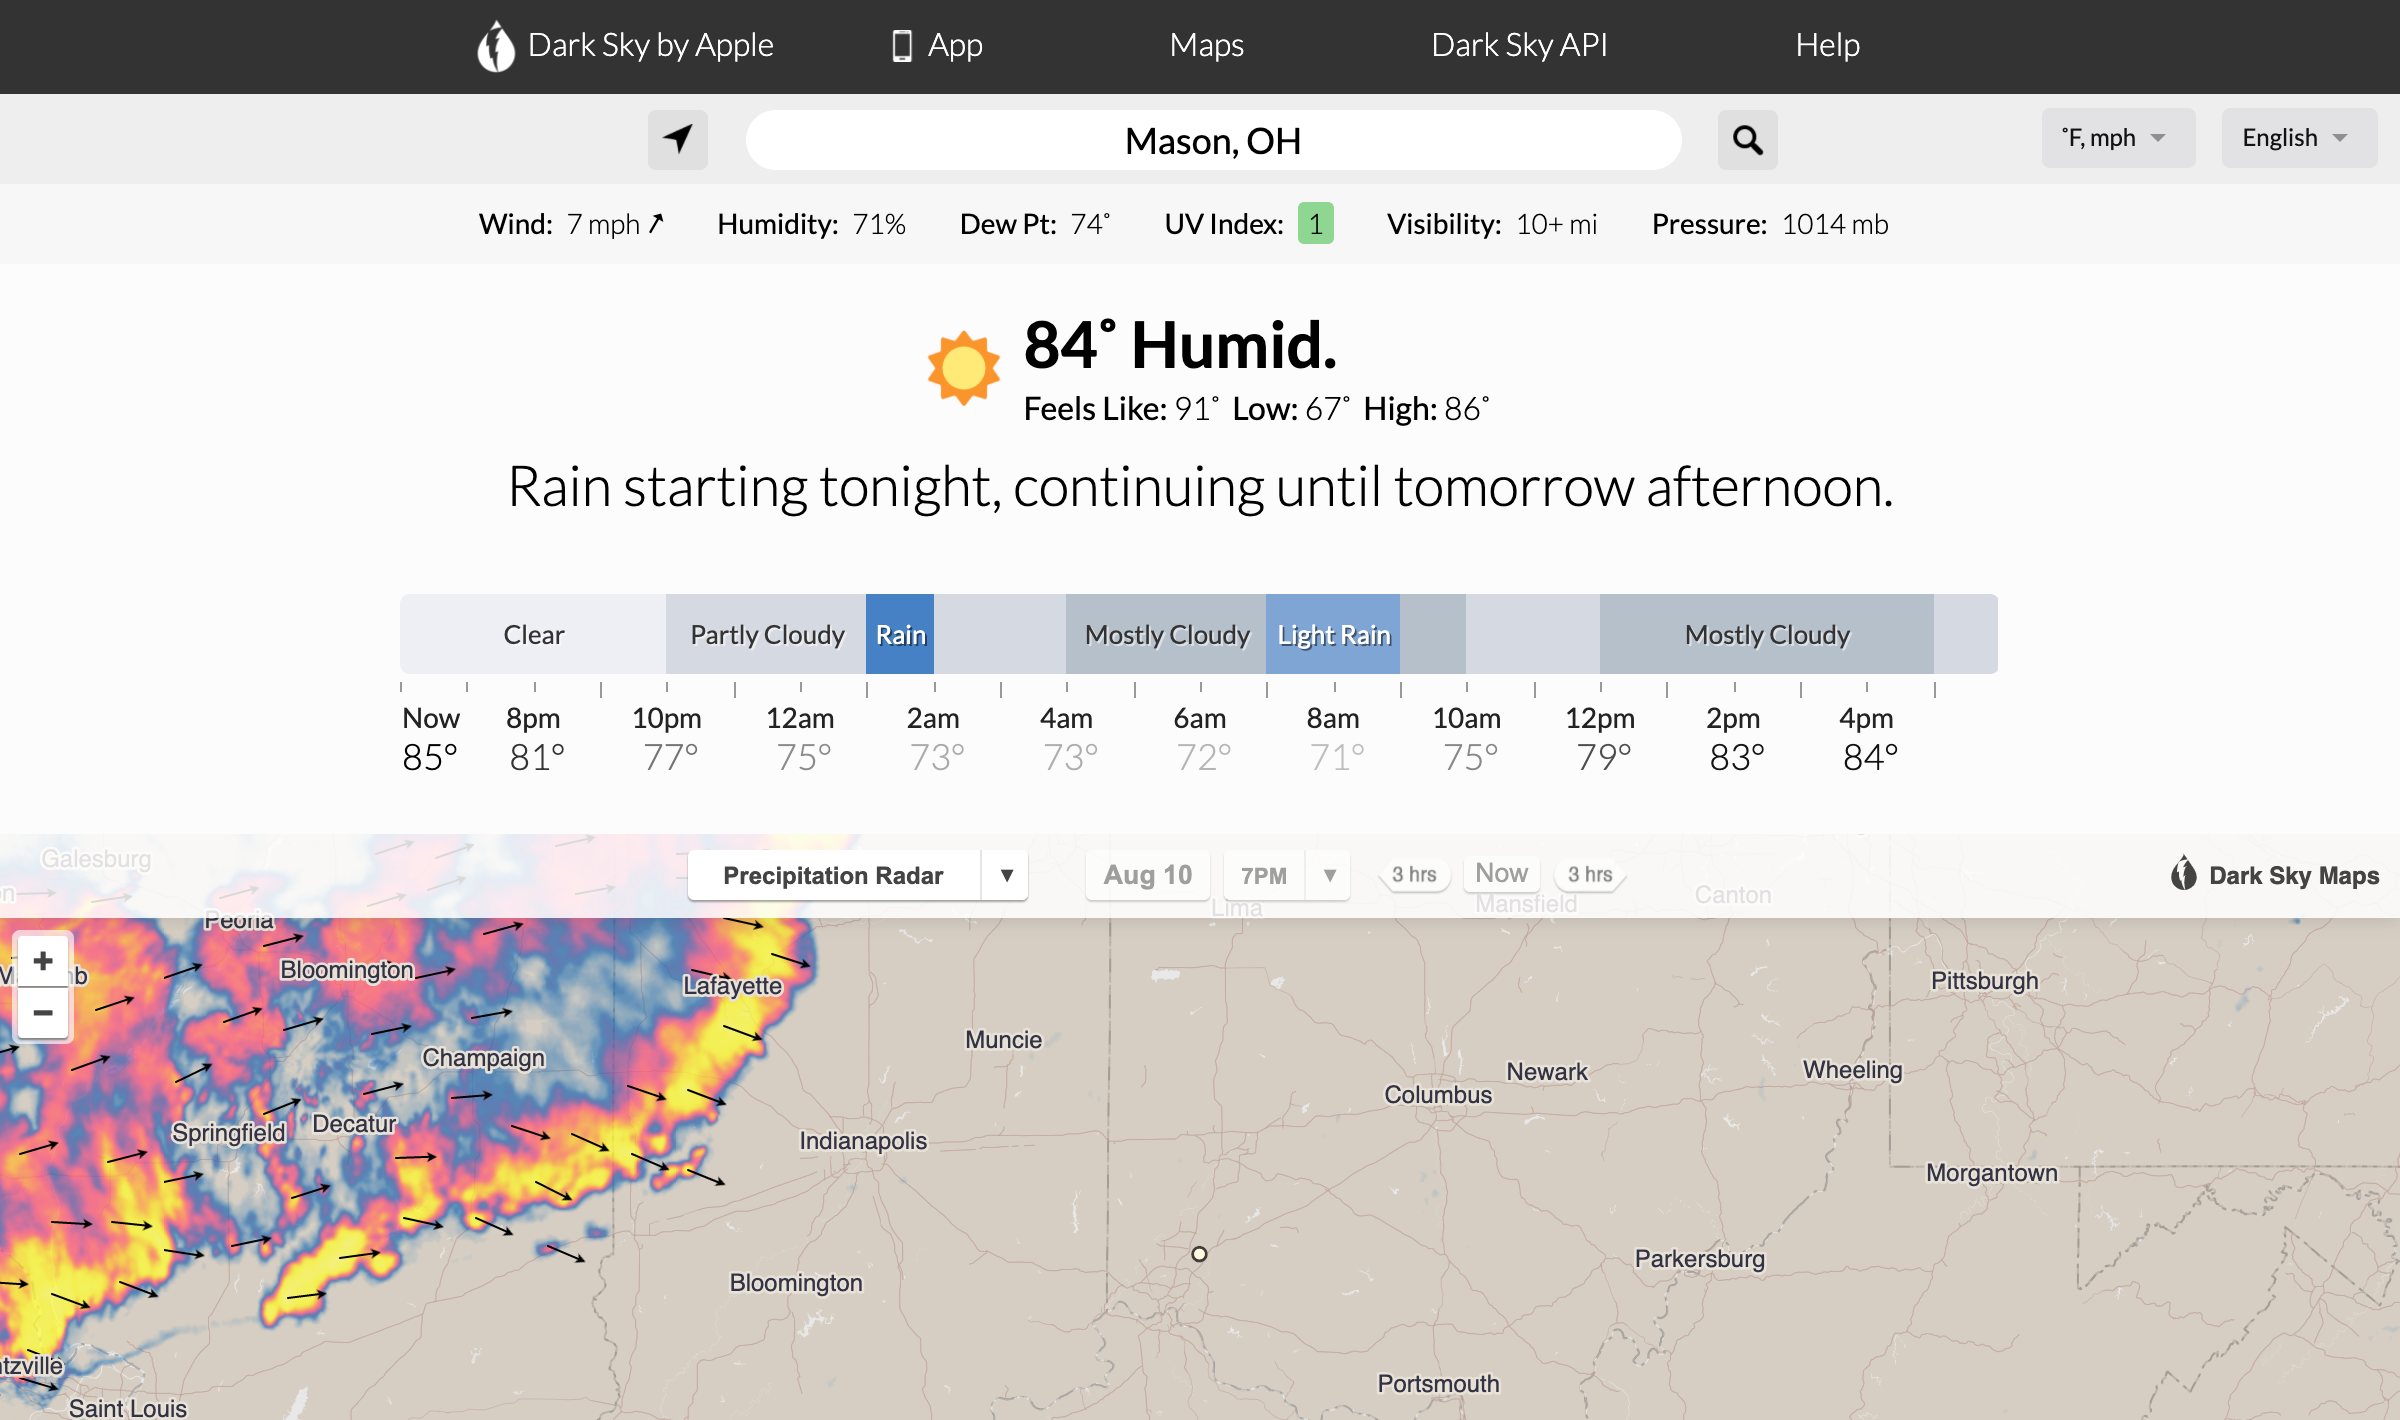 Dark Sky by Apple App Maps Dark Sky API Help
Mason, OH
˚F, mph English
Wind: 7 mph Humidity: 71% Dew Pt: 74˚ UV Index: 1 Visibility: 10+ mi Pressure: 1014 mb
84˚ Humid.
Feels Like: 91˚ Low: 67˚ High: 86˚
Rain starting tonight, continuing until tomorrow afternoon.
Clear Partly Cloudy Rain Mostly Cloudy Light Rain Mostly Cloudy
Now 8pm 10pm 12am 2am 4am 6am 8am 10am 12pm 2pm 4pm
85° 81° 77° 75° 73° 73° 72° 71° 75° 79° 83° 84°
Galesburg
Precipitation Radar Aug 10 7PM 3 hrs Now 3 hrs Dark Sky Maps
Lima Mansfield Canton
Peoria
+
−
Bloomington
Lafayette
Pittsburgh
Muncie
Champaign
Newark
Wheeling
Columbus
Springfield
Decatur
Indianapolis
Morgantown
Parkersburg
Bloomington
Portsmouth
Saint Louis